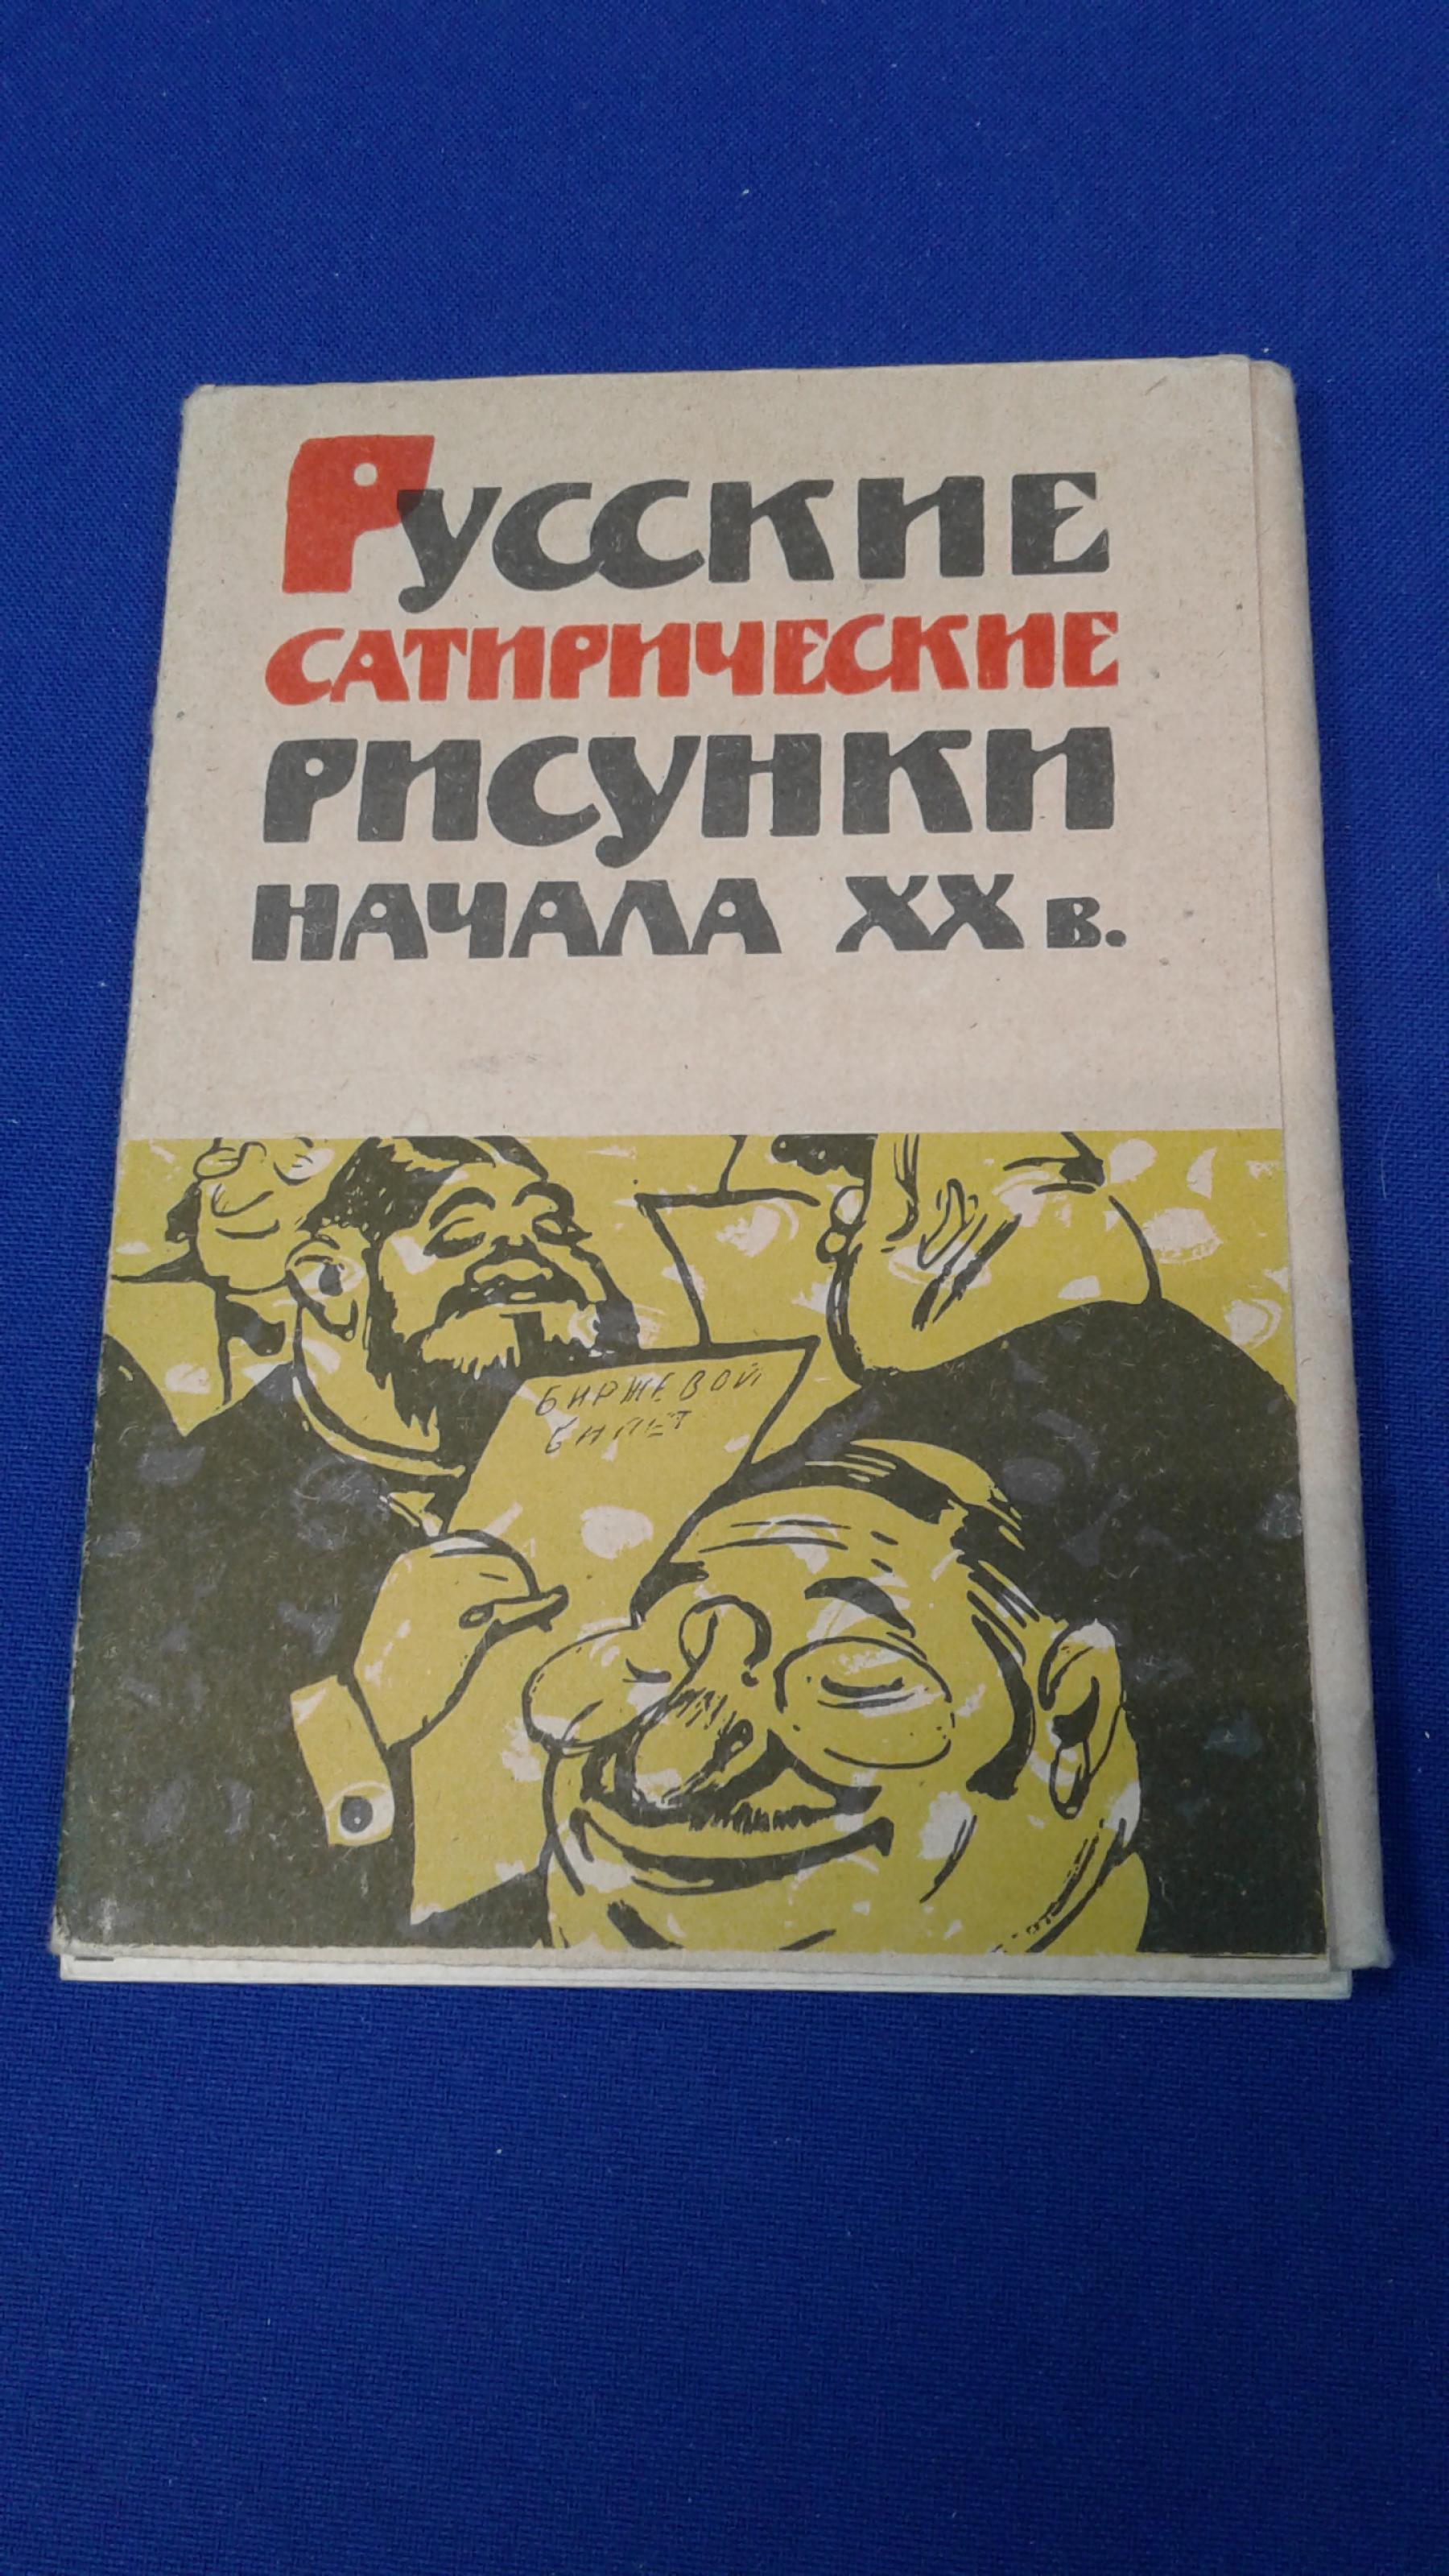 Русские
сатирические
рисунки
начала XX в.
БИРЖЕВОЙ
БИЛЕТ